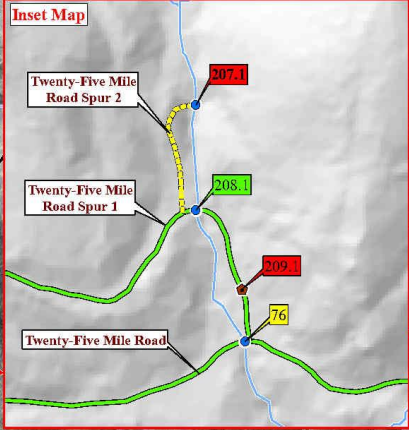 Inset Map
207.1
Twenty-Five Mile
Road Spur 2
208.1
Twenty-Five Mile
Road Spur 1
209.1
76
Twenty-Five Mile Road